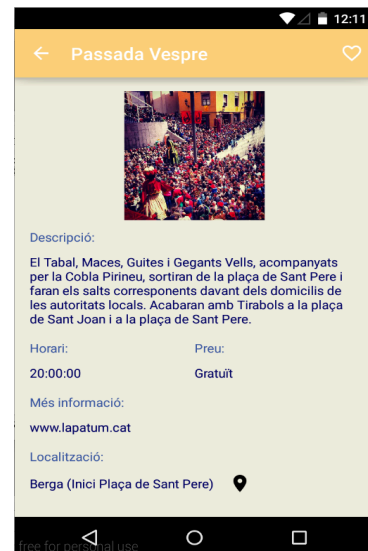 12:11
Passada Vespre
Descripció:
El Tabal, Maces, Guites i Gegants Vells, acompanyats
per la Cobla Pirineu, sortiran de la plaça de Sant Pere i
faran els salts corresponents davant dels domicilis de
les autoritats locals. Acabaran amb Tirabols a la plaça
de Sant Joan i a la plaça de Sant Pere.
Horari: Preu:
20:00:00 Gratuït
Més informació:
www.lapatum.cat
Localització:
Berga (Inici Plaça de Sant Pere)
free for personal use